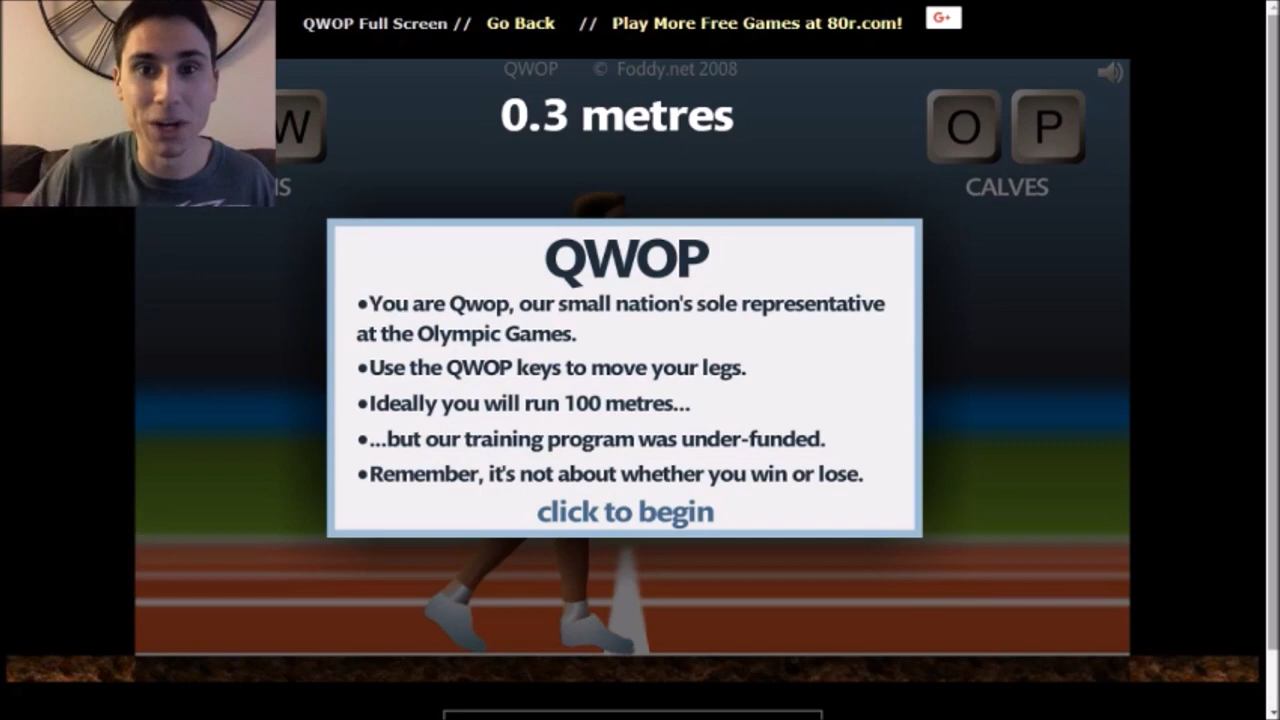 QWOP Full Screen // Go Back // Play More Free Games at 80r.com! G+
QWOP © Foddy.net 2008
0.3 metres
W
O P
CALVES
QWOP
•You are Qwop, our small nation's sole representative
at the Olympic Games.
•Use the QWOP keys to move your legs.
•Ideally you will run 100 metres...
•...but our training program was under-funded.
•Remember, it's not about whether you win or lose.
click to begin